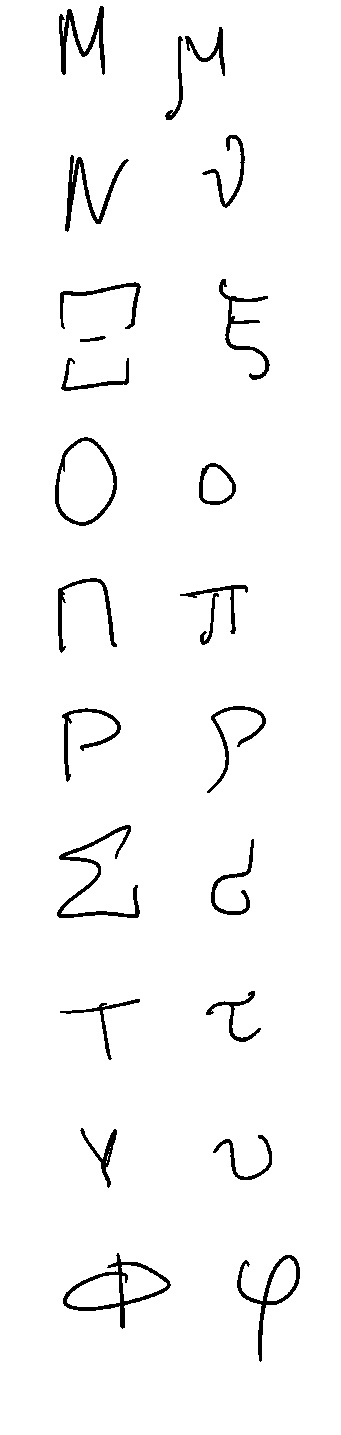 Μ μ
Ν ν
Ξ ξ
Ο ο
Π π
Ρ ρ
Σ σ
Τ τ
Υ υ
Φ φ